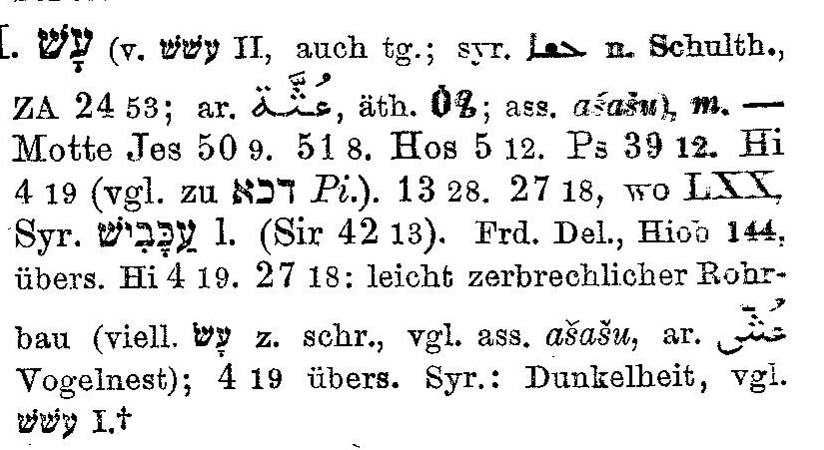 I. עָשׁ (v. עשׁשׁ II, auch tg.; syr. n. Schulth.,
ZA 24 53; ar. عُثَّة, äth. ; ass. ašašu), m. —
Motte Jes 50 9. 51 8. Hos 5 12. Ps 39 12. Hi
4 19 (vgl. zu דכא Pi.). 13 28. 27 18, wo LXX,
Syr. עַכָּבִישׁ l. (Sir 42 13). Frd. Del., Hiob 144,
übers. Hi 4 19. 27 18: leicht zerbrechlicher Rohr-
bau (viell. עָשׁ z. schr., vgl. ass. ašašu, ar. عُشّ
Vogelnest); 4 19 übers. Syr.: Dunkelheit, vgl.
עשׁשׁ I.†